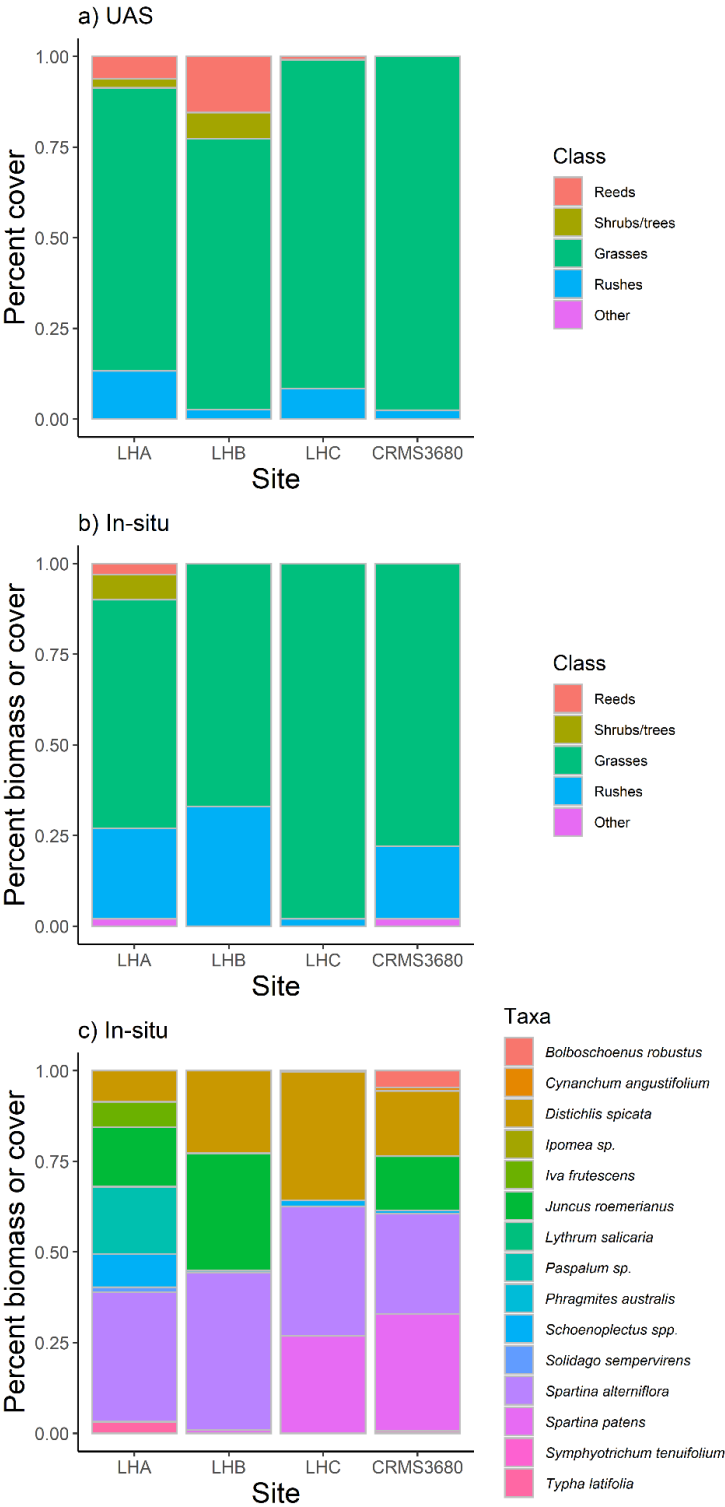 a) UAS
1.00
0.75
0.50
0.25
0.00
Percent cover
LHA LHB LHC CRMS3680
Site
Class
Reeds
Shrubs/trees
Grasses
Rushes
Other
b) In-situ
1.00
0.75
0.50
0.25
0.00
Percent biomass or cover
LHA LHB LHC CRMS3680
Site
Class
Reeds
Shrubs/trees
Grasses
Rushes
Other
c) In-situ
1.00
0.75
0.50
0.25
0.00
Percent biomass or cover
LHA LHB LHC CRMS3680
Site
Taxa
Bolboschoenus robustus
Cynanchum angustifolium
Distichlis spicata
Ipomea sp.
Iva frutescens
Juncus roemerianus
Lythrum salicaria
Paspalum sp.
Phragmites australis
Schoenoplectus spp.
Solidago sempervirens
Spartina alterniflora
Spartina patens
Symphyotrichum tenuifolium
Typha latifolia